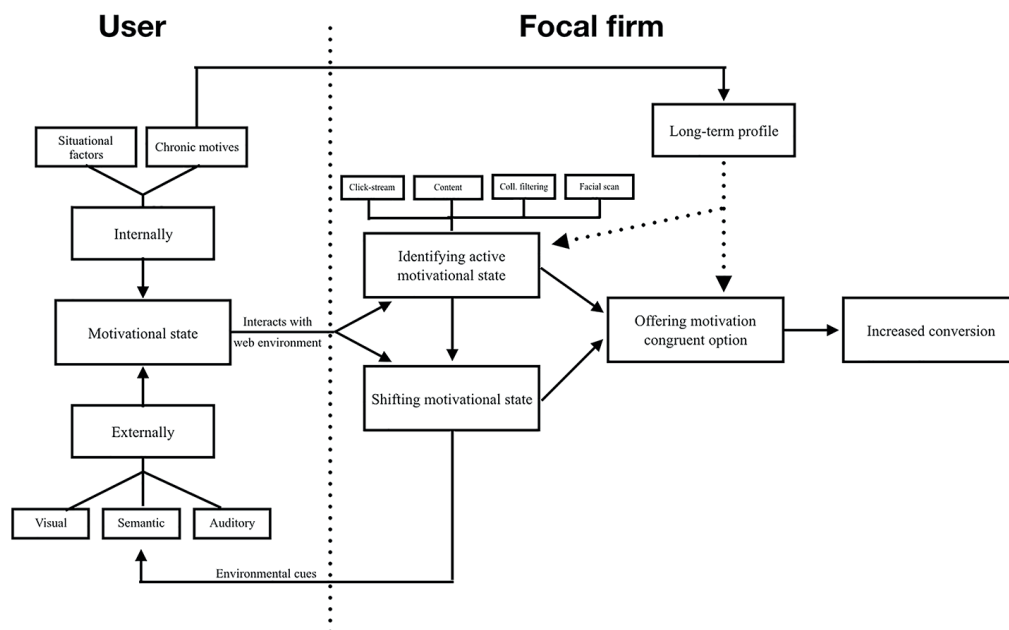 User
Focal firm
Long-term profile
Situational
factors
Chronic motives
Click-stream
Content
Coll. filtering
Facial scan
Internally
Identifying active
motivational state
Motivational state
Interacts with
web environment
Offering motivation
congruent option
Increased conversion
Shifting motivational state
Externally
Visual
Semantic
Auditory
Environmental cues